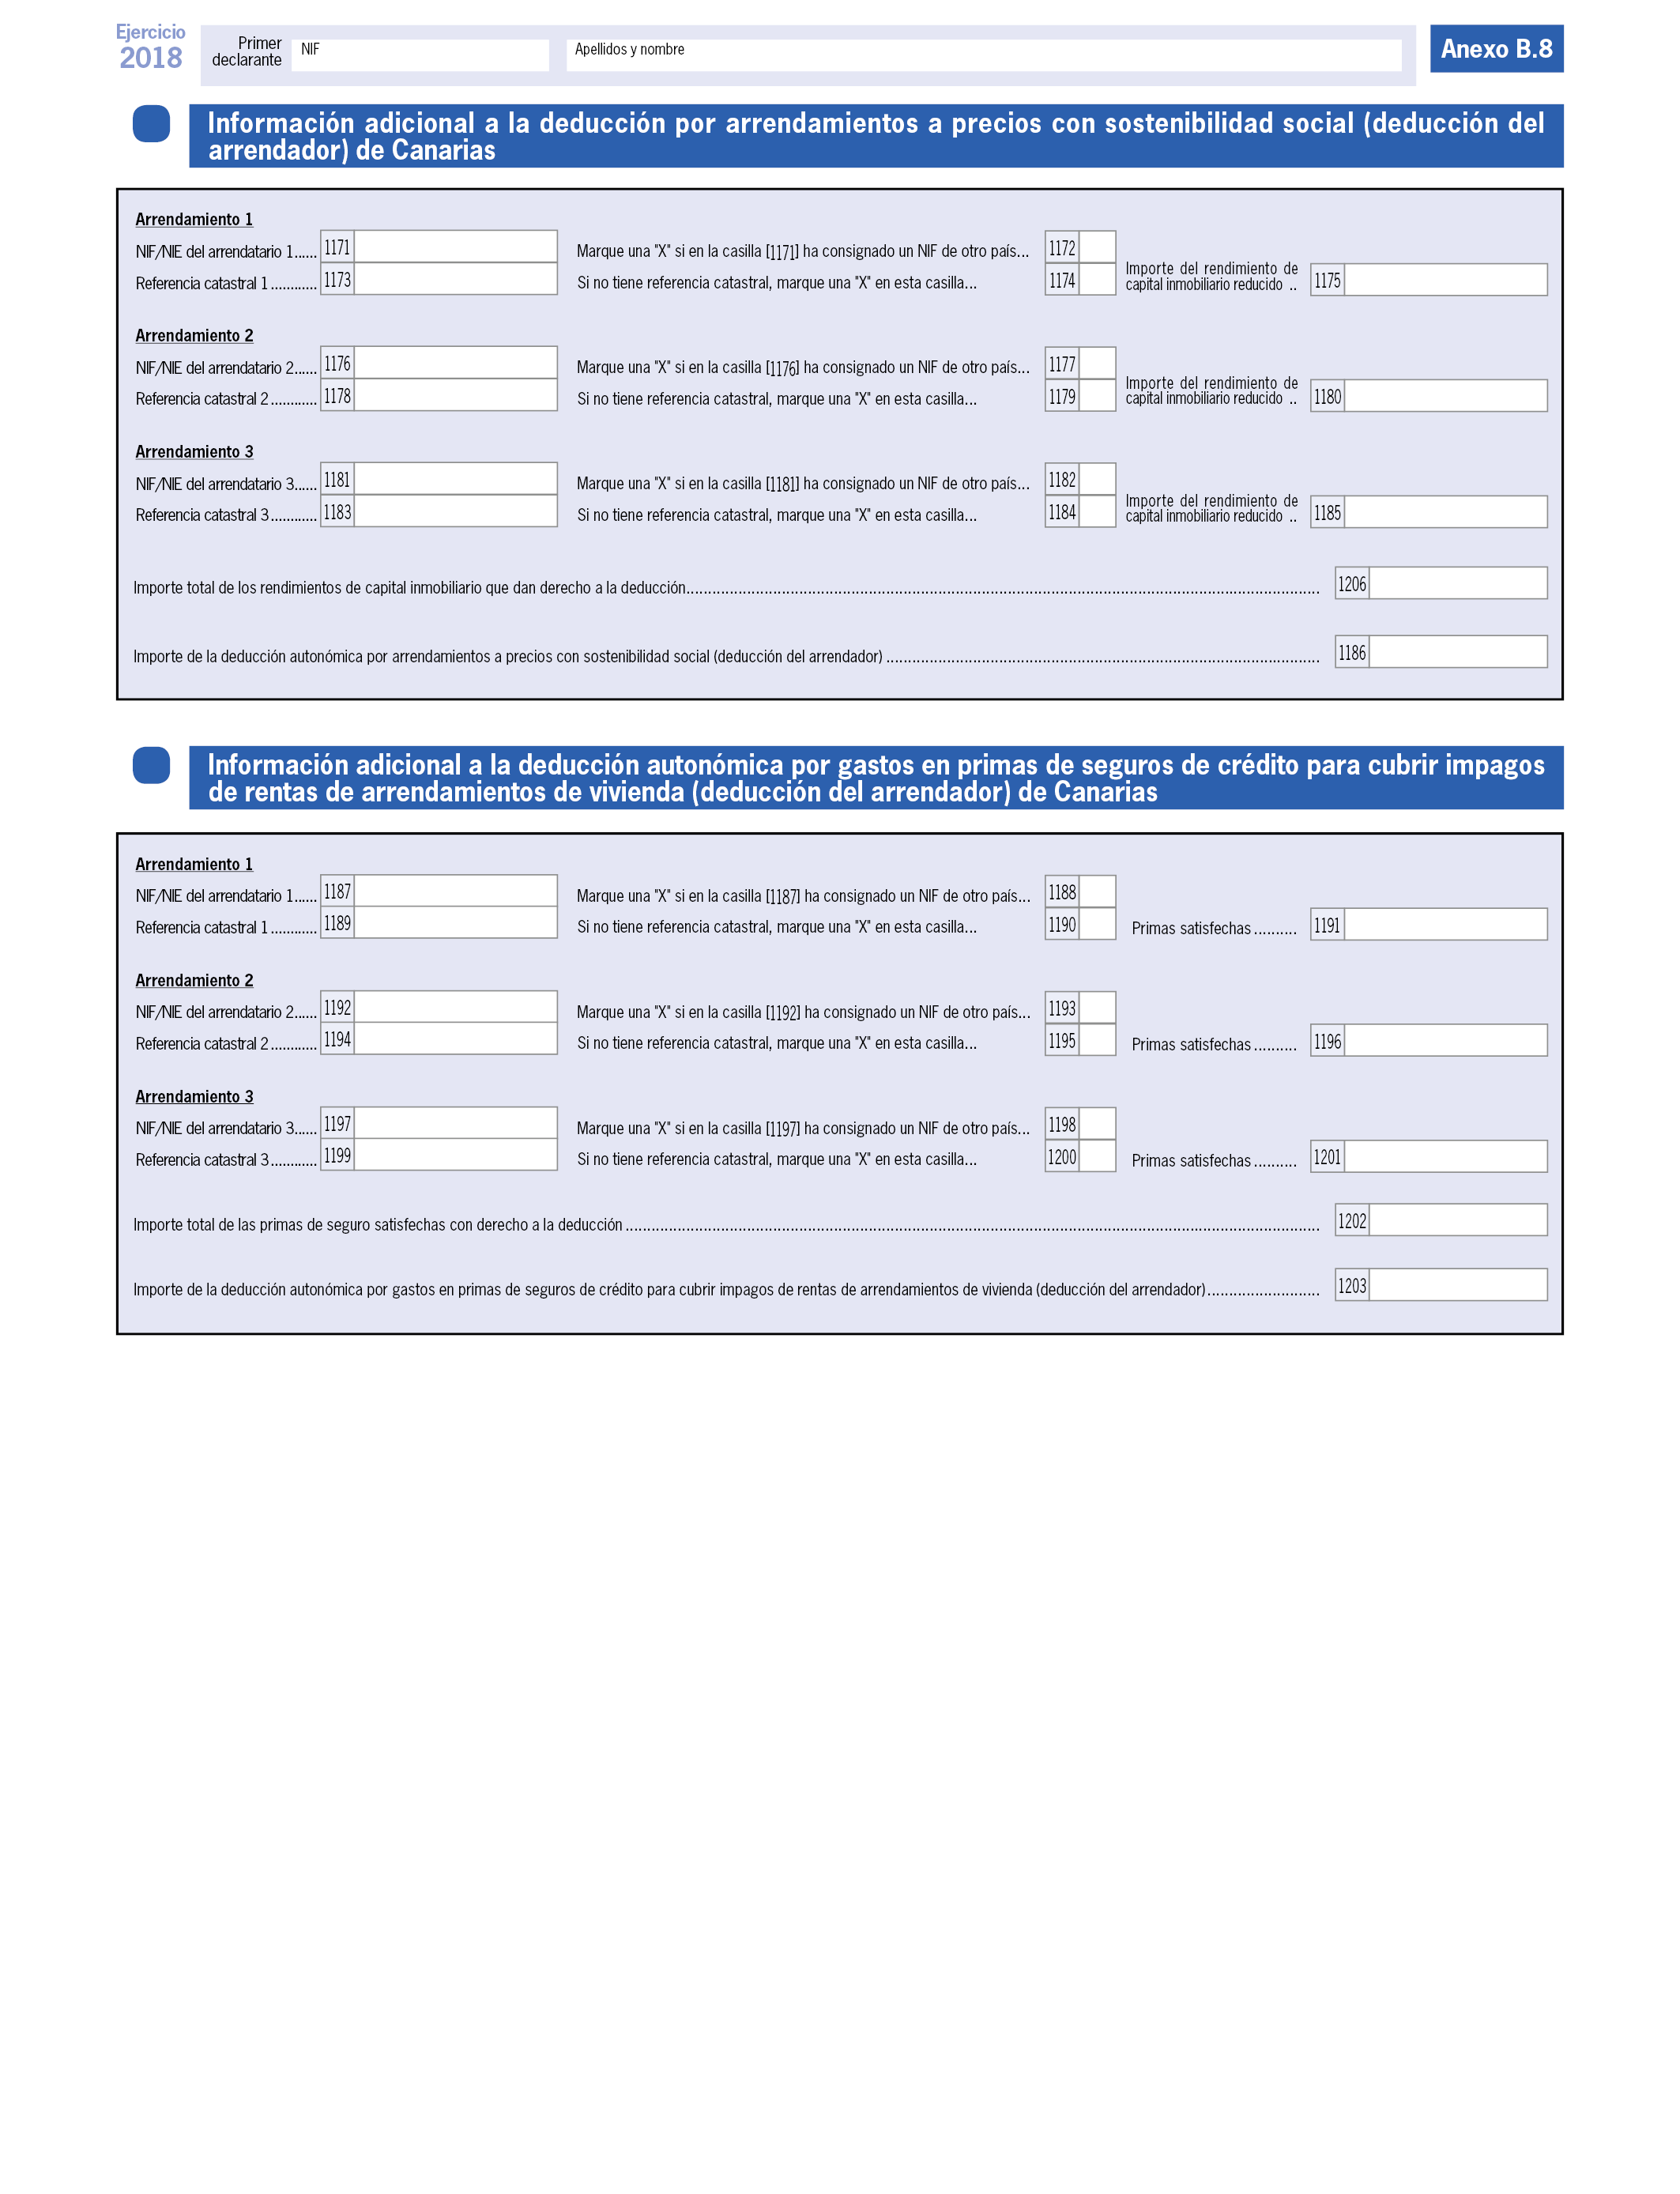 Ejercicio
2018
Primer
declarante
NIF
Apellidos y nombre
Anexo B.8
Información adicional a la deducción por arrendamientos a precios con sostenibilidad social (deducción del
arrendador) de Canarias
Arrendamiento 1
NIF/NIE del arrendatario 1...... 1171 Marque una "X" si en la casilla [1171] ha consignado un NIF de otro país... 1172
Referencia catastral 1 ............ 1173 Si no tiene referencia catastral, marque una "X" en esta casilla... 1174 Importe del rendimiento de
capital inmobiliario reducido .. 1175
Arrendamiento 2
NIF/NIE del arrendatario 2...... 1176 Marque una "X" si en la casilla [1176] ha consignado un NIF de otro país... 1177
Referencia catastral 2 ............ 1178 Si no tiene referencia catastral, marque una "X" en esta casilla... 1179 Importe del rendimiento de
capital inmobiliario reducido .. 1180
Arrendamiento 3
NIF/NIE del arrendatario 3...... 1181 Marque una "X" si en la casilla [1181] ha consignado un NIF de otro país... 1182
Referencia catastral 3 ............ 1183 Si no tiene referencia catastral, marque una "X" en esta casilla... 1184 Importe del rendimiento de
capital inmobiliario reducido .. 1185
Importe total de los rendimientos de capital inmobiliario que dan derecho a la deducción.......... 1206
Importe de la deducción autonómica por arrendamientos a precios con sostenibilidad social (deducción del arrendador) .......... 1186
Información adicional a la deducción autonómica por gastos en primas de seguros de crédito para cubrir impagos
de rentas de arrendamientos de vivienda (deducción del arrendador) de Canarias
Arrendamiento 1
NIF/NIE del arrendatario 1...... 1187 Marque una "X" si en la casilla [1187] ha consignado un NIF de otro país... 1188
Referencia catastral 1 ............ 1189 Si no tiene referencia catastral, marque una "X" en esta casilla... 1190 Primas satisfechas .......... 1191
Arrendamiento 2
NIF/NIE del arrendatario 2...... 1192 Marque una "X" si en la casilla [1192] ha consignado un NIF de otro país... 1193
Referencia catastral 2 ............ 1194 Si no tiene referencia catastral, marque una "X" en esta casilla... 1195 Primas satisfechas .......... 1196
Arrendamiento 3
NIF/NIE del arrendatario 3...... 1197 Marque una "X" si en la casilla [1197] ha consignado un NIF de otro país... 1198
Referencia catastral 3 ............ 1199 Si no tiene referencia catastral, marque una "X" en esta casilla... 1200 Primas satisfechas .......... 1201
Importe total de las primas de seguro satisfechas con derecho a la deducción .......... 1202
Importe de la deducción autonómica por gastos en primas de seguros de crédito para cubrir impagos de rentas de arrendamientos de vivienda (deducción del arrendador).......... 1203